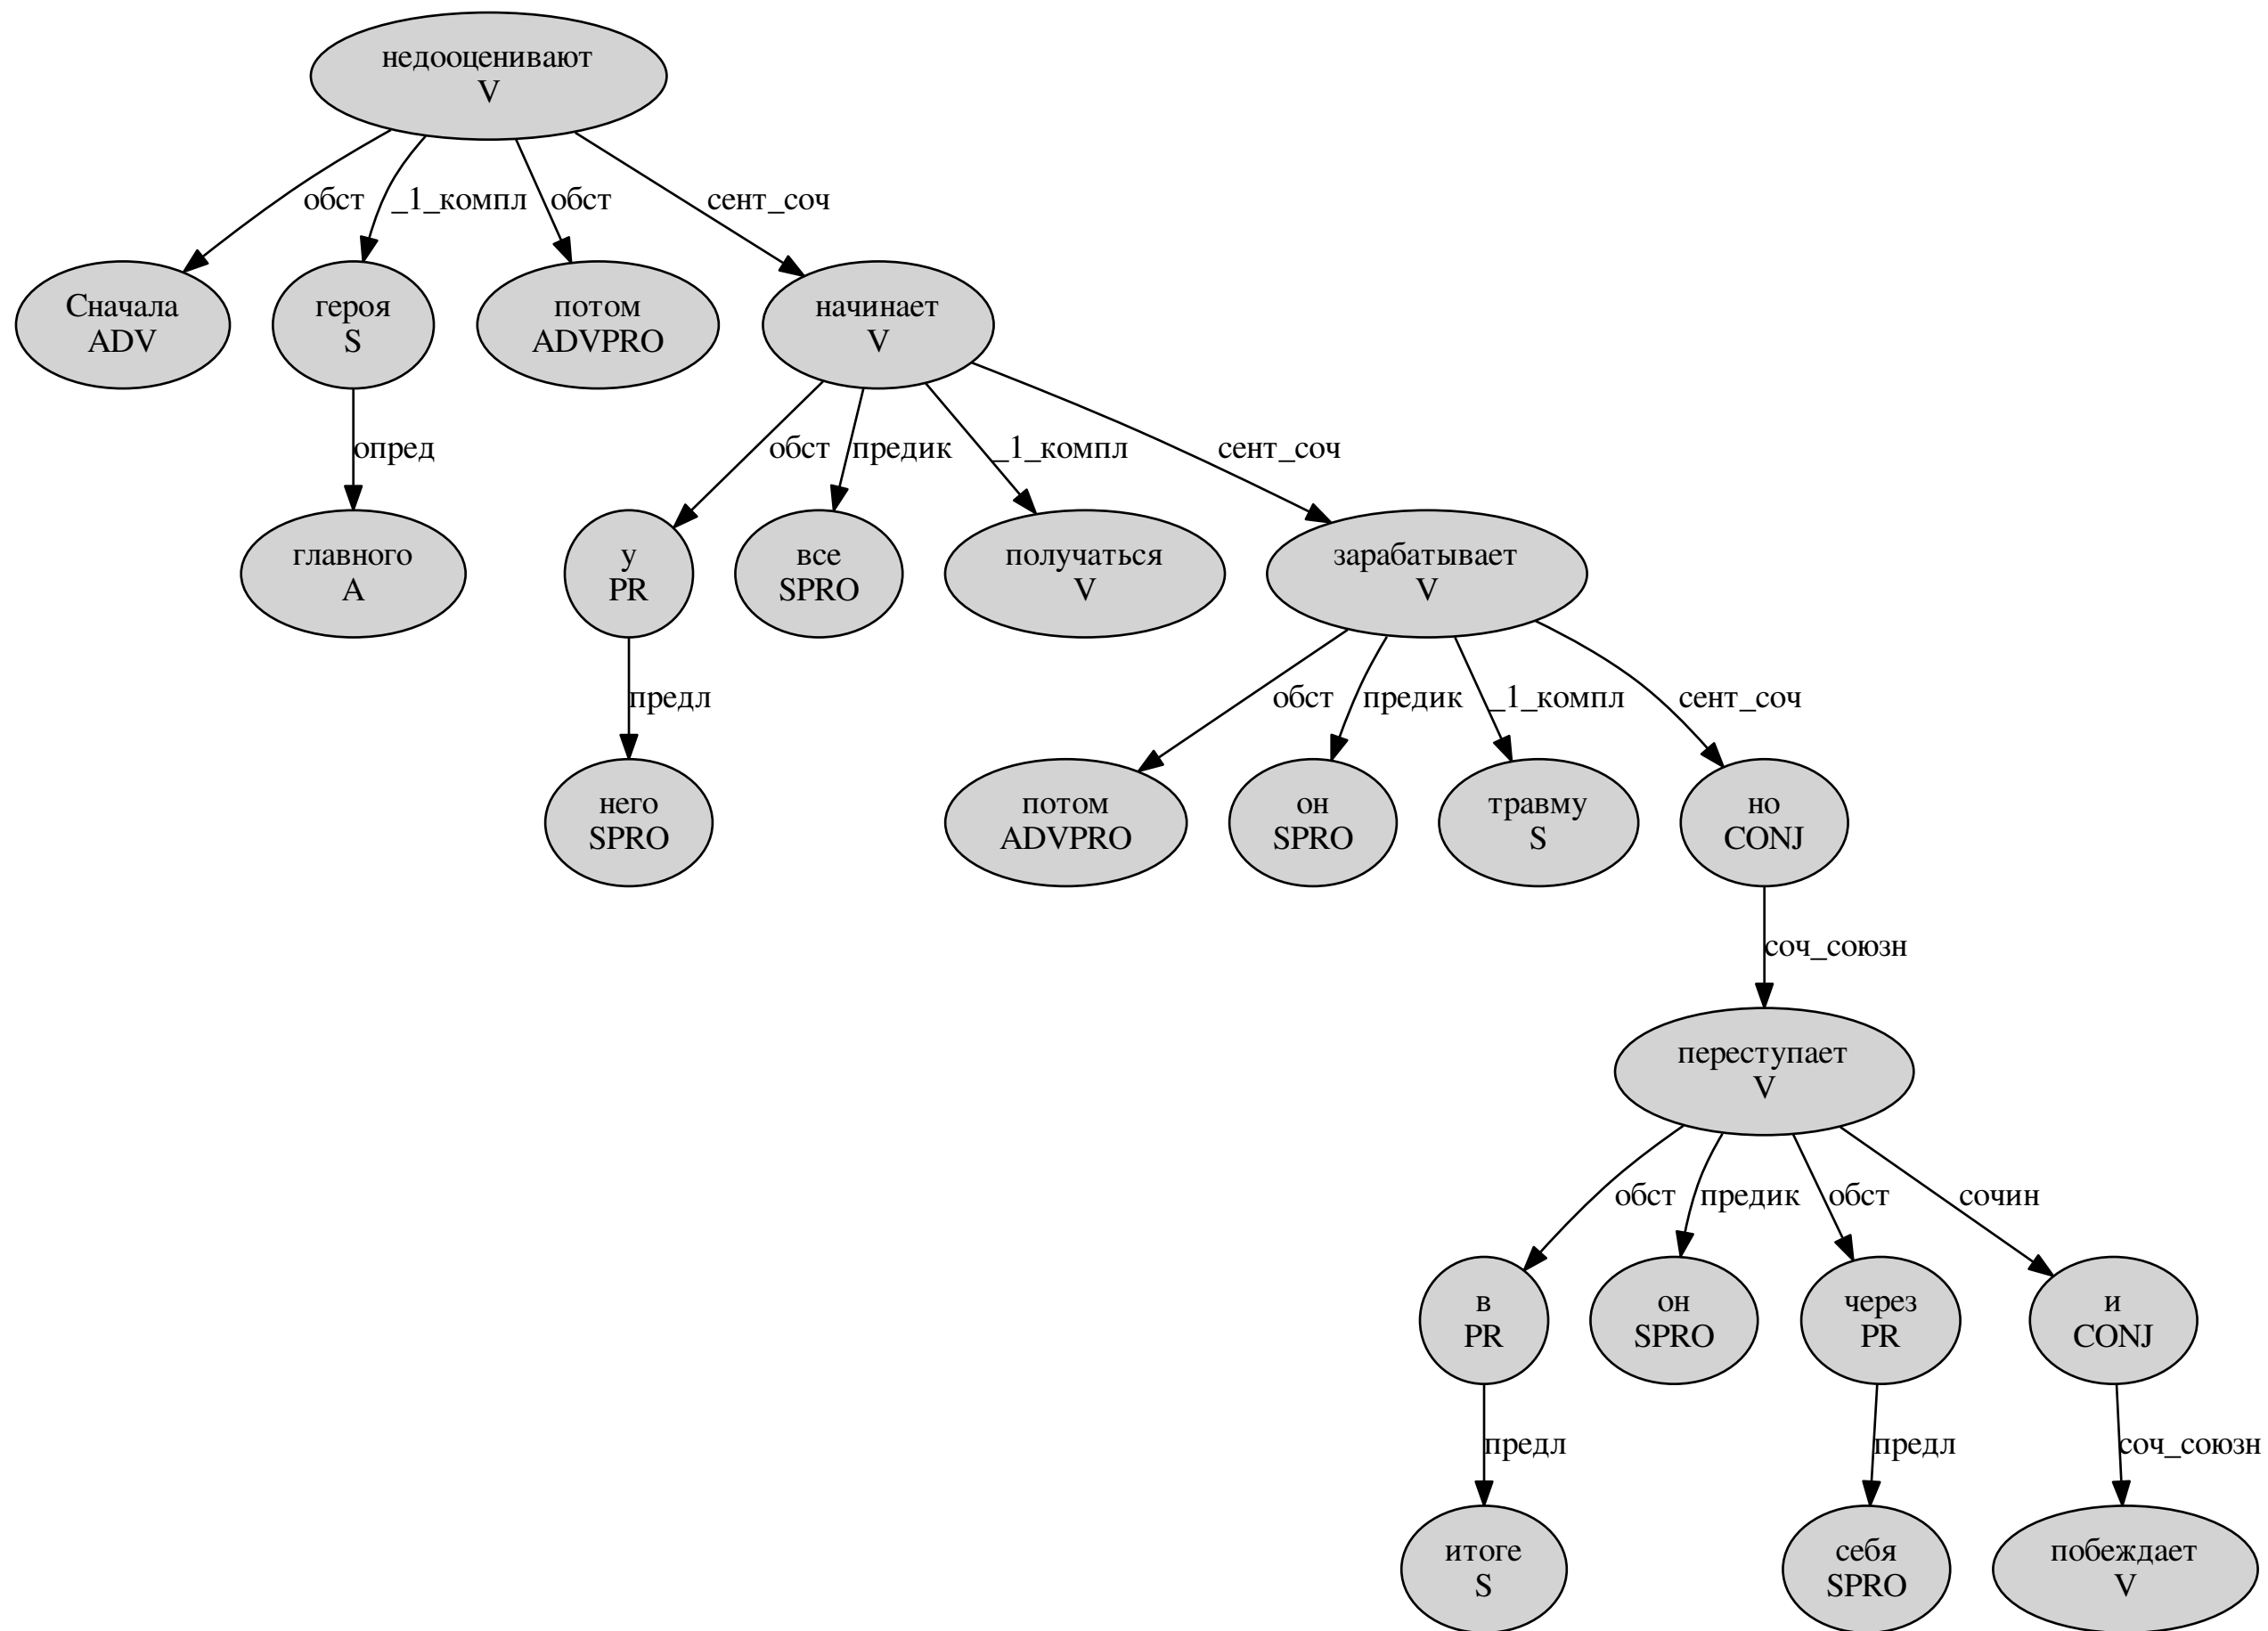 недооценивают
V
обст
_1_компл
обст
сент_соч
Сначала
ADV
героя
S
потом
ADVPRO
начинает
V
опред
обст
предик
_1_компл
сент_соч
главного
A
у
PR
все
SPRO
получаться
V
зарабатывает
V
предл
обст
предик
_1_компл
сент_соч
него
SPRO
потом
ADVPRO
он
SPRO
травму
S
но
CONJ
соч_союзн
переступает
V
обст
предик
обст
сочин
в
PR
он
SPRO
через
PR
и
CONJ
предл
предл
соч_союзн
итоге
S
себя
SPRO
побеждает
V